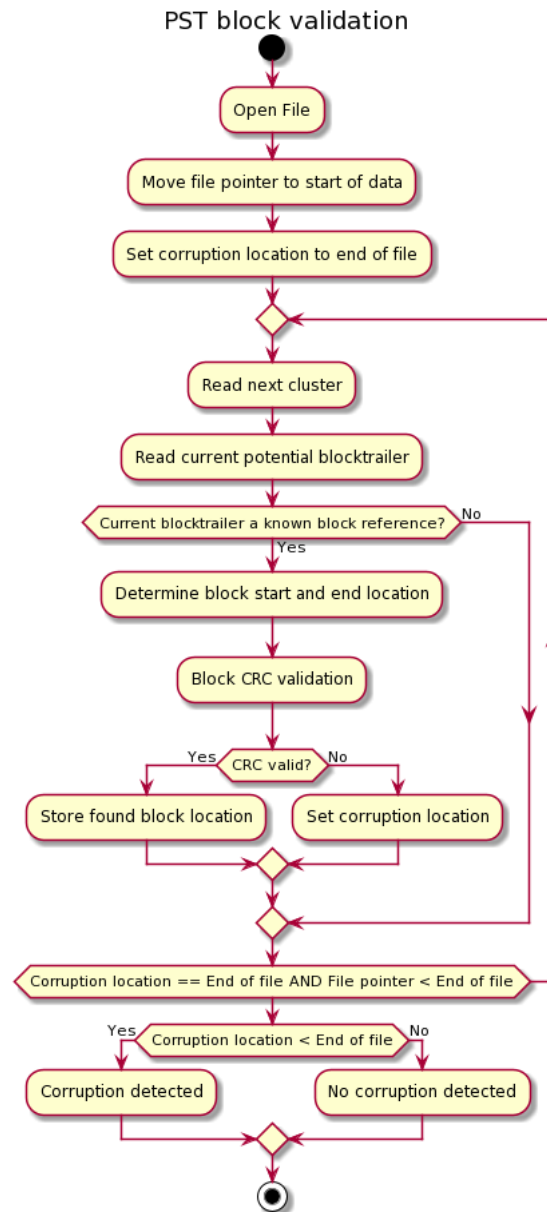 PST block validation
Open File
Move file pointer to start of data
Set corruption location to end of file
Read next cluster
Read current potential blocktrailer
Current blocktrailer a known block reference?
No
Yes
Determine block start and end location
Block CRC validation
Yes
CRC valid?
No
Store found block location
Set corruption location
Corruption location == End of file AND File pointer < End of file
Yes
Corruption location < End of file
No
Corruption detected
No corruption detected